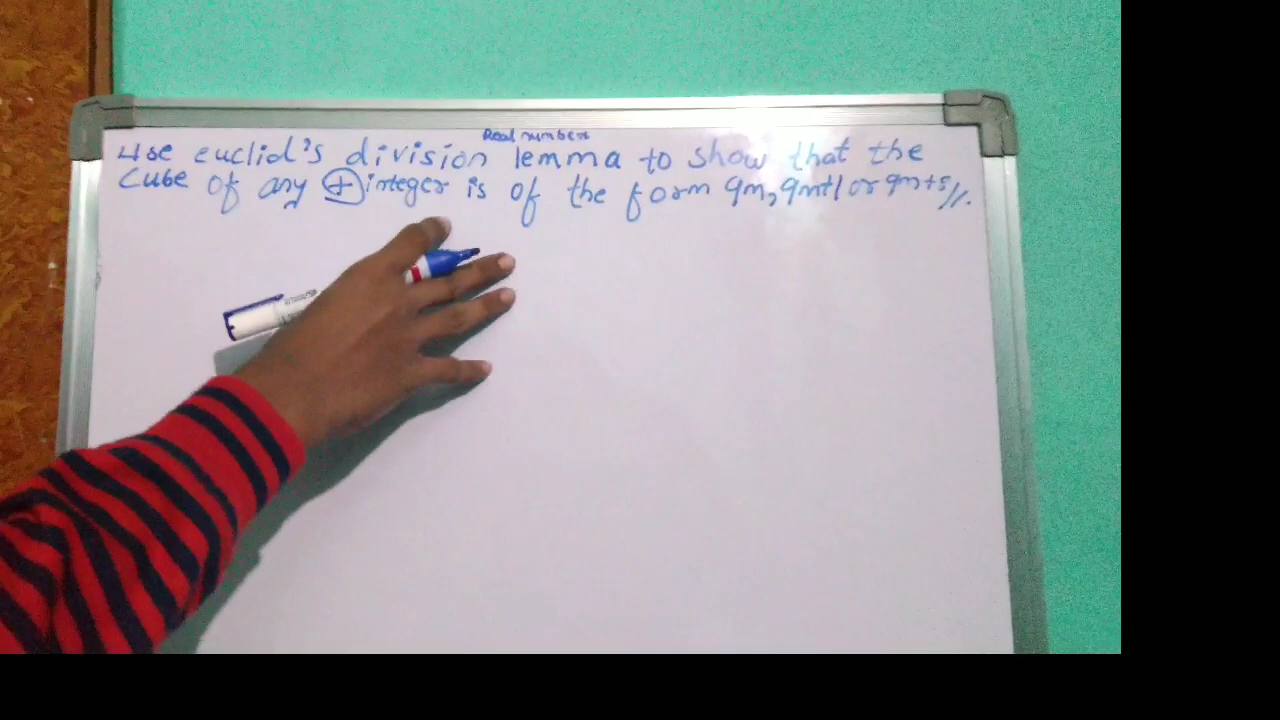 Real numbers
Use euclid's division lemma to show that the
Cube of any (+) integer is of the form 9m, 9m+1 or 9m+8//.